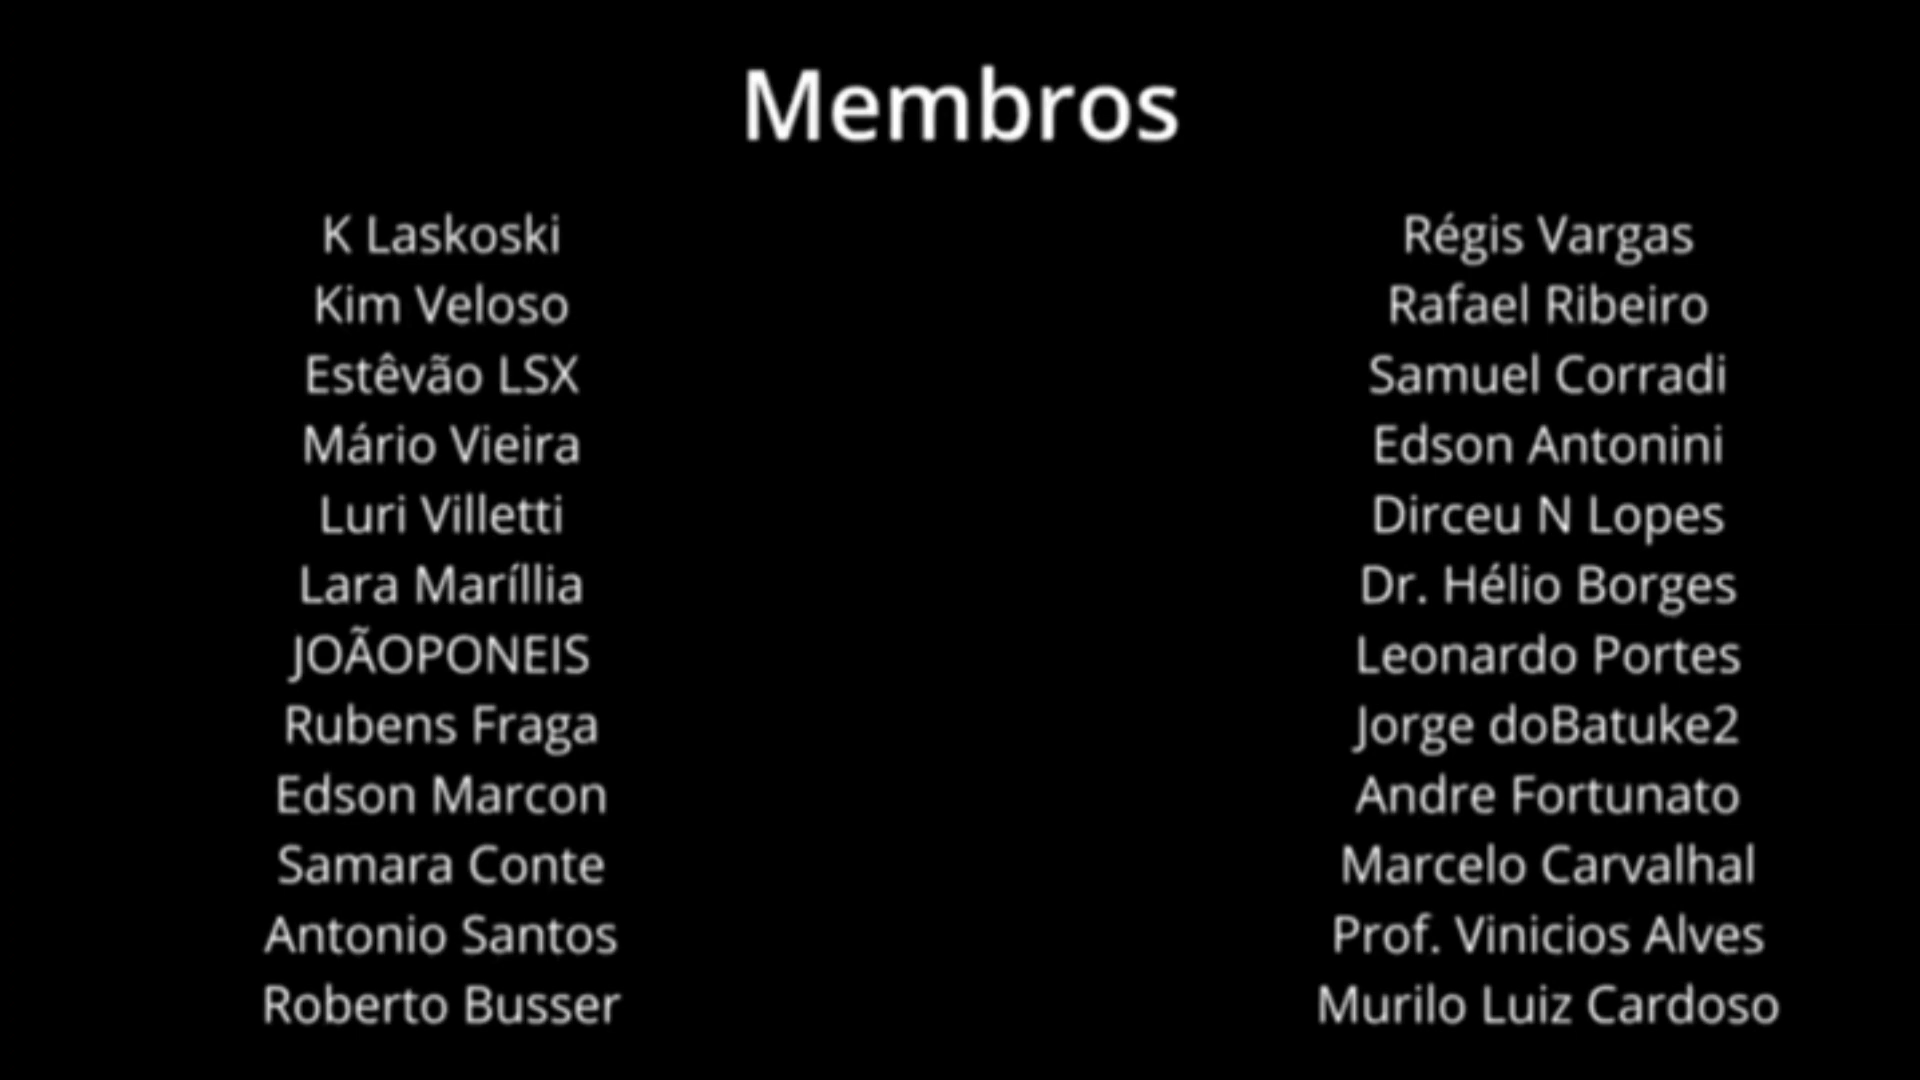 Membros
K Laskoski
Kim Veloso
Estêvão LSX
Mário Vieira
Luri Villetti
Lara Maríllia
JOÃOPONEIS
Rubens Fraga
Edson Marcon
Samara Conte
Antonio Santos
Roberto Busser
Régis Vargas
Rafael Ribeiro
Samuel Corradi
Edson Antonini
Dirceu N Lopes
Dr. Hélio Borges
Leonardo Portes
Jorge doBatuke2
Andre Fortunato
Marcelo Carvalhal
Prof. Vinicios Alves
Murilo Luiz Cardoso